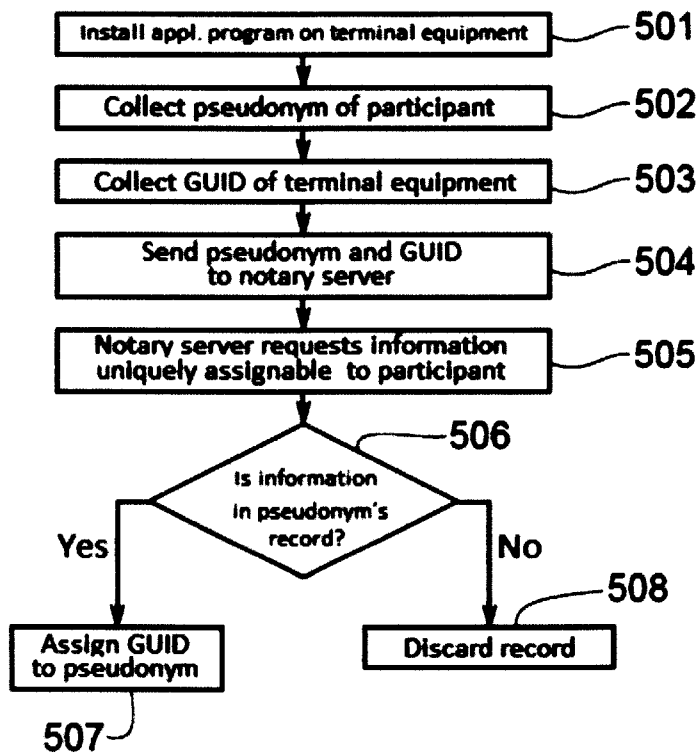 Install appl. program on terminal equipment
501
Collect pseudonym of participant
502
Collect GUID of terminal equipment
503
Send pseudonym and GUID
to notary server
504
Notary server requests information
uniquely assignable to participant
505
506
Is information
in pseudonym's
record?
Yes
No
508
Assign GUID
to pseudonym
Discard record
507